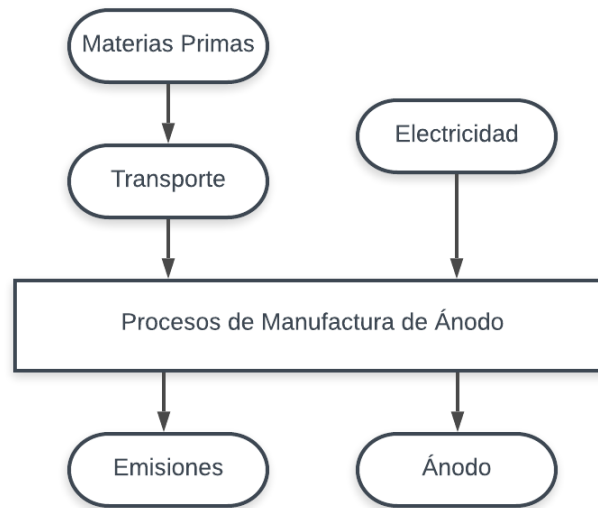 Materias Primas
Electricidad
Transporte
Procesos de Manufactura de Ánodo
Emisiones
Ánodo